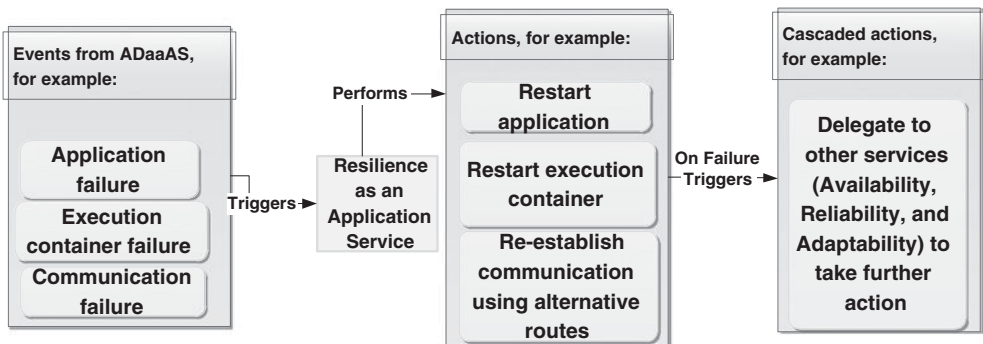 Events from ADaaAS,
for example:
Application
failure
Execution
container failure
Communication
failure
Triggers
Resilience
as an
Application
Service
Performs
Actions, for example:
Restart
application
Restart execution
container
Re-establish
communication
using alternative
routes
On Failure
Triggers
Cascaded actions,
for example:
Delegate to
other services
(Availability,
Reliability, and
Adaptability) to
take further
action